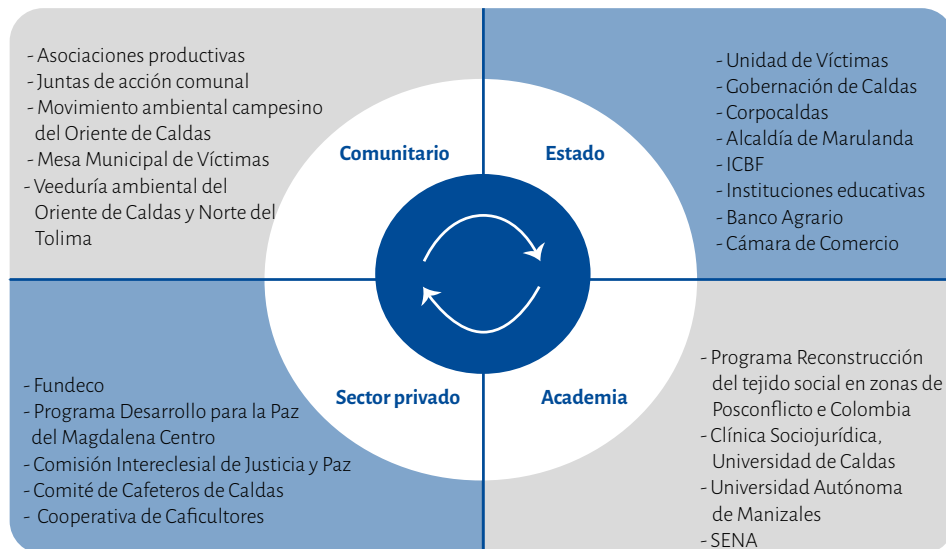 - Asociaciones productivas
- Juntas de acción comunal
- Movimiento ambiental campesino
del Oriente de Caldas
- Mesa Municipal de Víctimas
- Veeduría ambiental del
Oriente de Caldas y Norte del
Tolima
Comunitario
Estado
- Unidad de Víctimas
- Gobernación de Caldas
- Corpocaldas
- Alcaldía de Marulanda
- ICBF
- Instituciones educativas
- Banco Agrario
- Cámara de Comercio
- Fundeco
- Programa Desarrollo para la Paz
del Magdalena Centro
- Comisión Intereclesial de Justicia y Paz
- Comité de Cafeteros de Caldas
- Cooperativa de Caficultores
Sector privado
Academia
- Programa Reconstrucción
del tejido social en zonas de
Posconflicto e Colombia
- Clínica Sociojurídica,
Universidad de Caldas
- Universidad Autónoma
de Manizales
- SENA